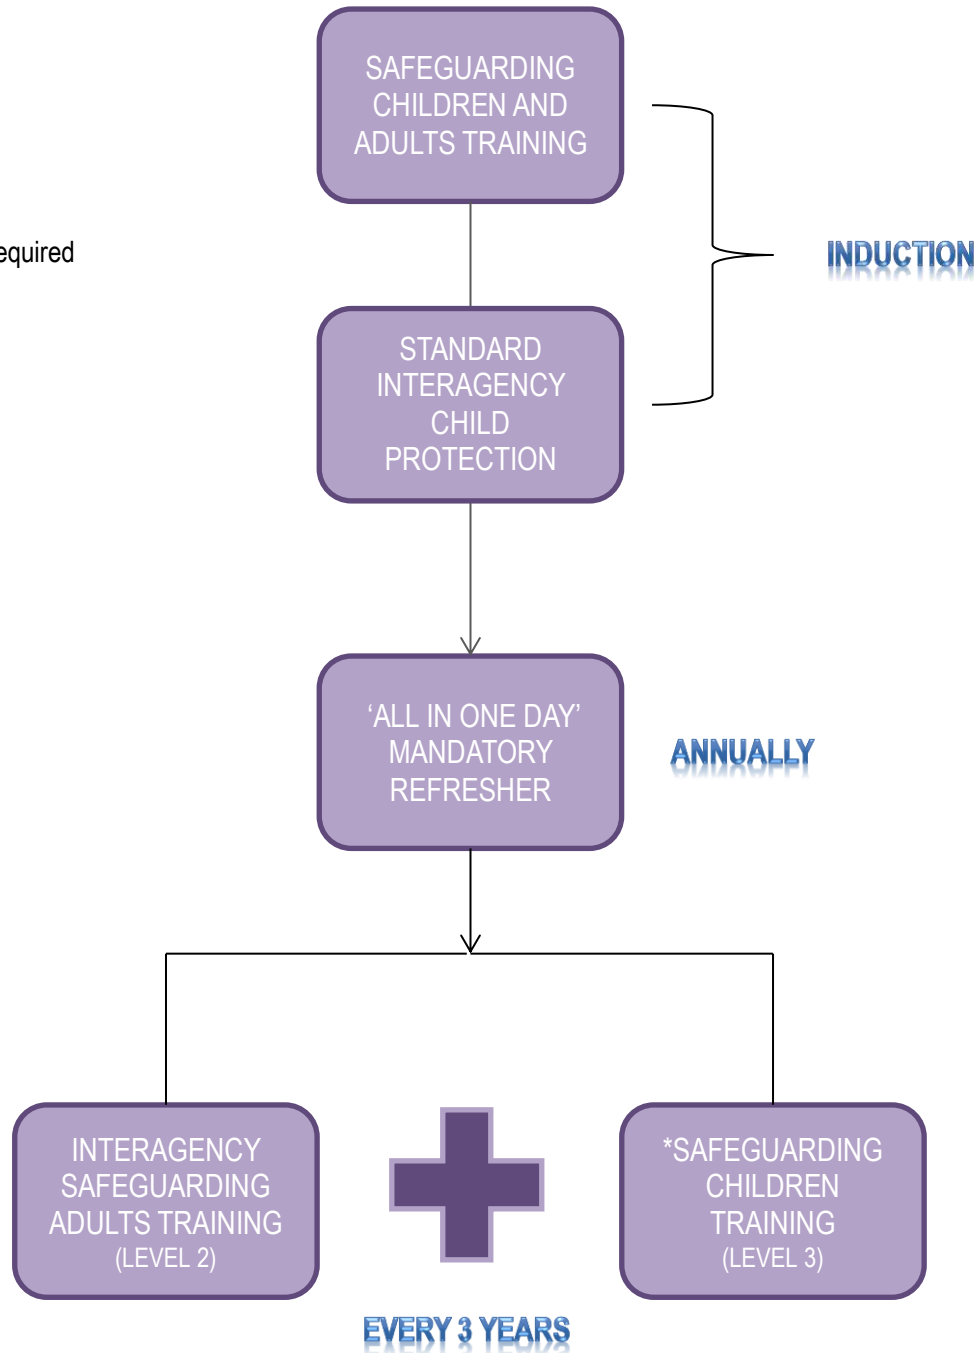 SAFEGUARDING
CHILDREN AND
ADULTS TRAINING
equired
INDUCTION
STANDARD
INTERAGENCY
CHILD
PROTECTION
‘ALL IN ONE DAY’
MANDATORY
REFRESHER
ANNUALLY
INTERAGENCY
SAFEGUARDING
ADULTS TRAINING
(LEVEL 2)
*SAFEGUARDING
CHILDREN
TRAINING
(LEVEL 3)
EVERY 3 YEARS